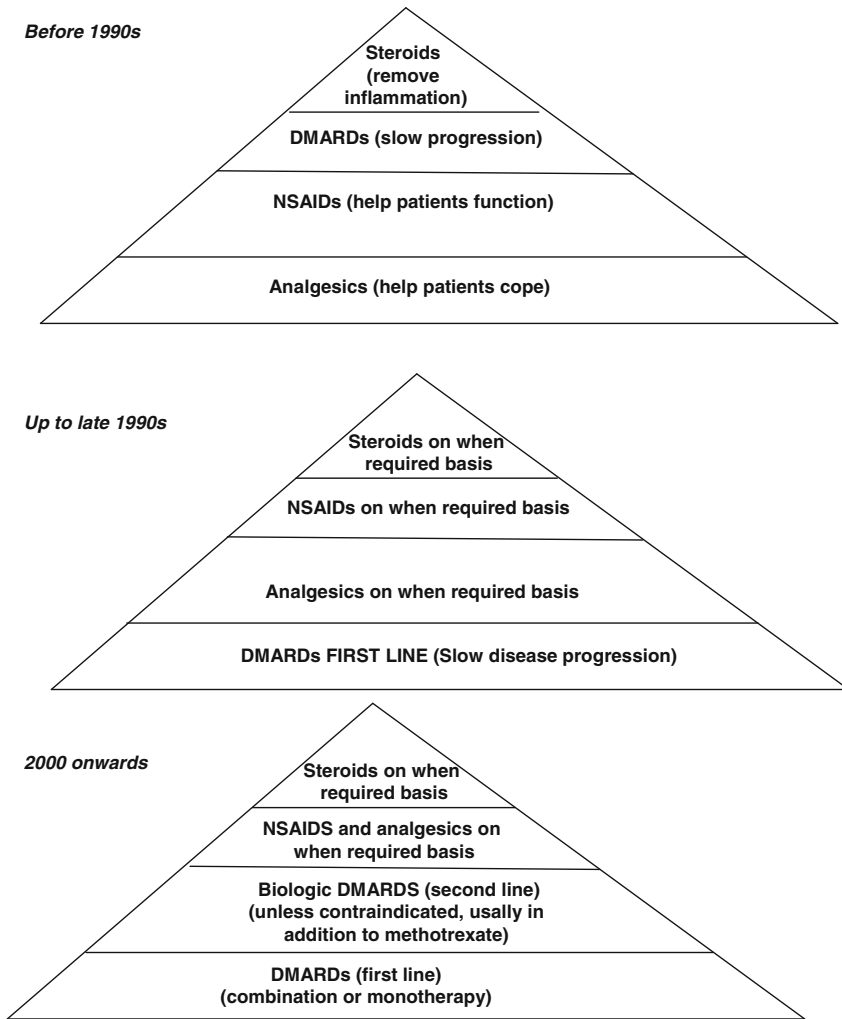 Before 1990s
Steroids
(remove
inflammation)
DMARDs (slow progression)
NSAIDs (help patients function)
Analgesics (help patients cope)
Up to late 1990s
Steroids on when
required basis
NSAIDs on when required basis
Analgesics on when required basis
DMARDs FIRST LINE (Slow disease progression)
2000 onwards
Steroids on when
required basis
NSAIDS and analgesics on
when required basis
Biologic DMARDS (second line)
(unless contraindicated, usally in
addition to methotrexate)
DMARDs (first line)
(combination or monotherapy)